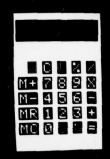 C % ÷
M+ 7 8 9 X
M- 4 5 6 -
MR 1 2 3 +
MC 0 . =